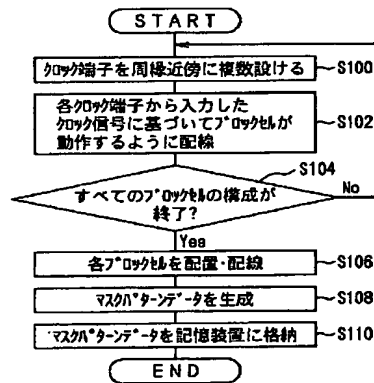 START
クロック端子を周縁近傍に複数設ける
S100
各クロック端子から入力した
クロック信号に基づいてブロックセルが
動作するように配線
S102
S104
すべてのブロックセルの構成が
終了?
No
Yes
各ブロックセルを配置・配線
S106
マスクパターンデータを生成
S108
マスクパターンデータを記憶装置に格納
S110
END